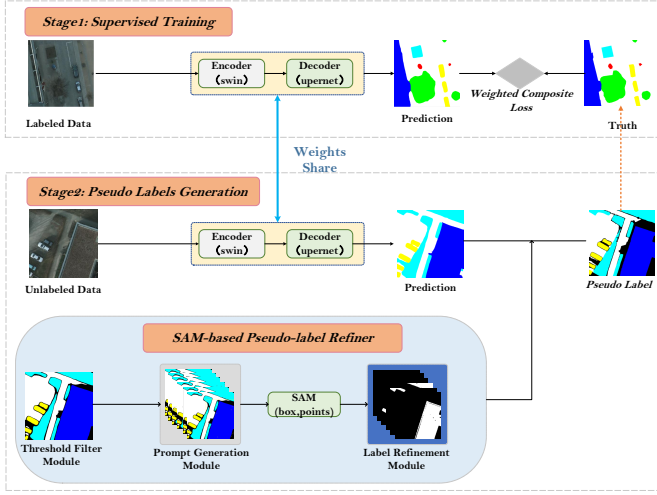 Stage1: Supervised Training
Encoder
(swin)
Decoder
(upernet)
Labeled Data
Prediction
Weighted Composite
Loss
Truth
Weights
Share
Stage2: Pseudo Labels Generation
Encoder
(swin)
Decoder
(upernet)
Unlabeled Data
Prediction
Pseudo Label
SAM-based Pseudo-label Refiner
SAM
(box,points)
Threshold Filter
Module
Prompt Generation
Module
Label Refinement
Module